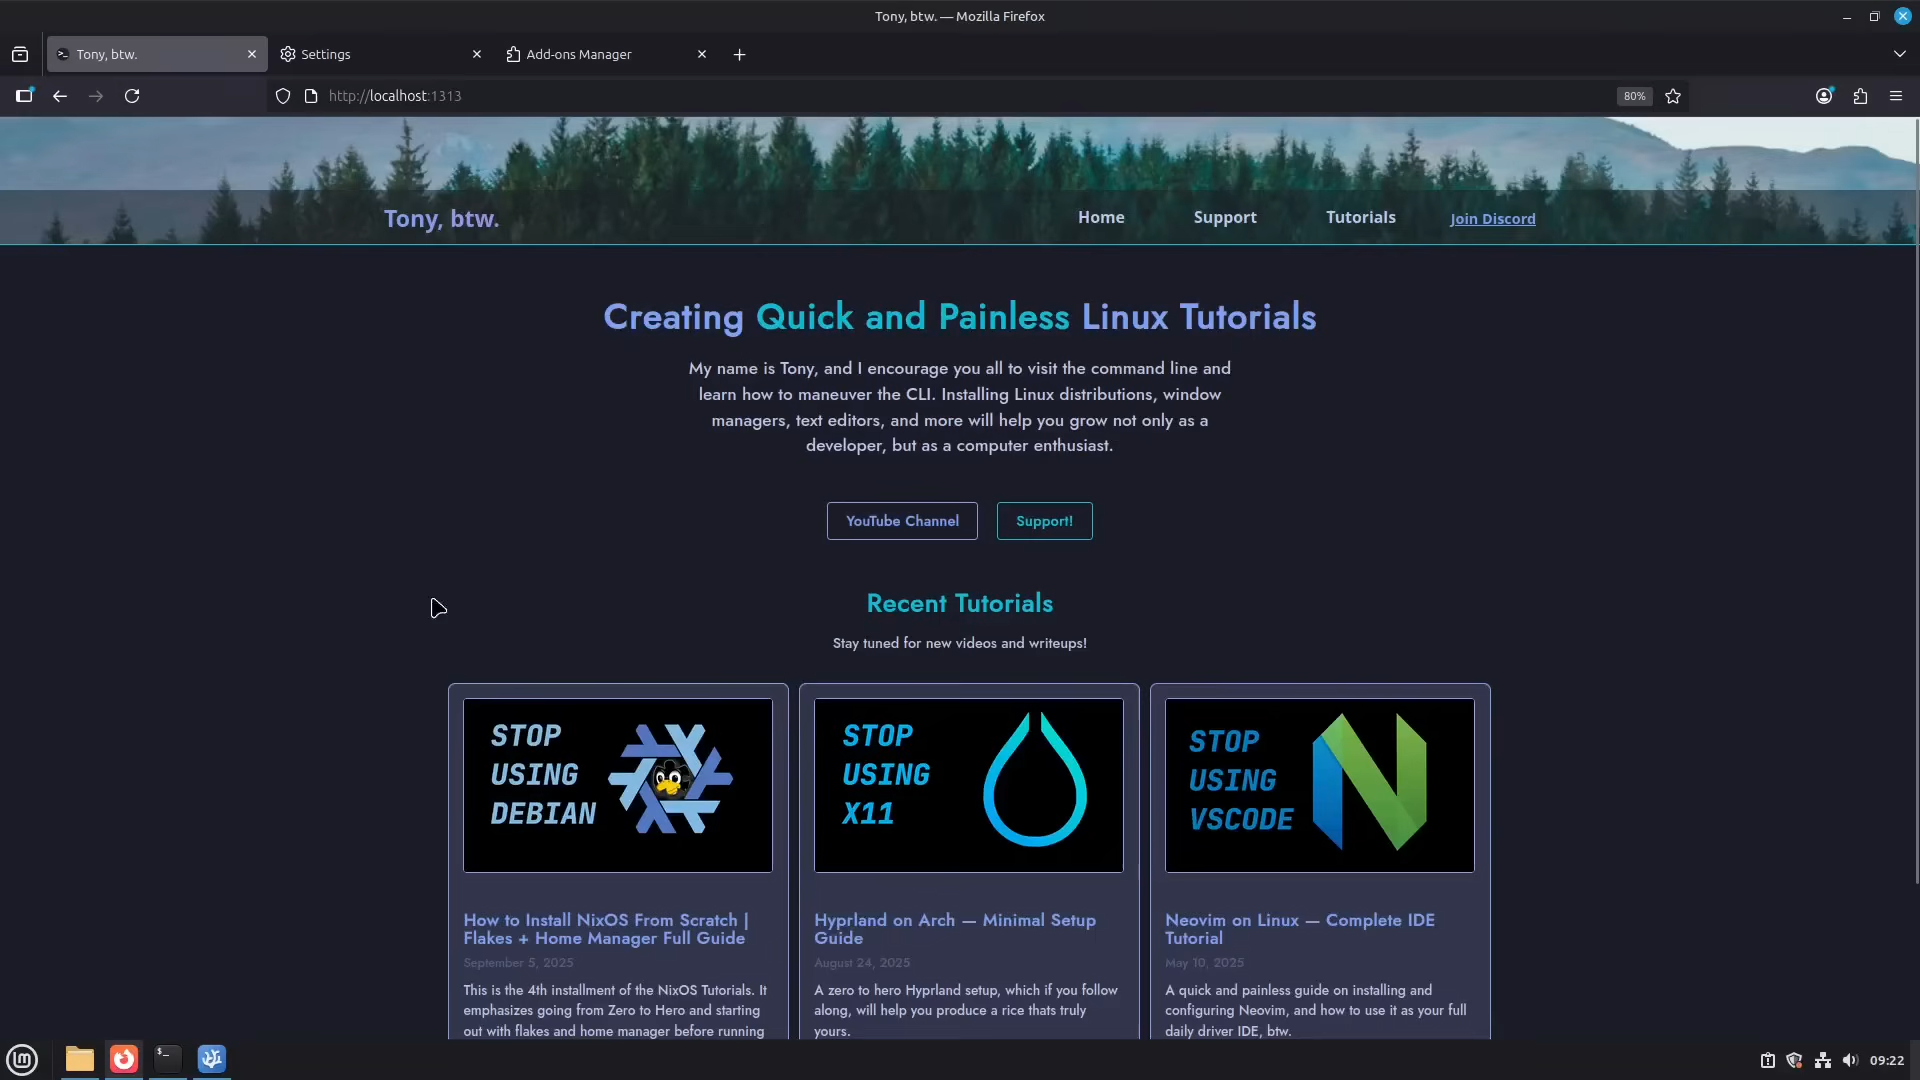 Tony, btw. — Mozilla Firefox
Tony, btw.
Settings
Add-ons Manager
http://localhost:1313
80%
Tony, btw.
Home
Support
Tutorials
Join Discord
Creating Quick and Painless Linux Tutorials
My name is Tony, and I encourage you all to visit the command line and
learn how to maneuver the CLI. Installing Linux distributions, window
managers, text editors, and more will help you grow not only as a
developer, but as a computer enthusiast.
YouTube Channel
Support!
Recent Tutorials
Stay tuned for new videos and writeups!
STOP
USING
DEBIAN
How to Install NixOS From Scratch |
Flakes + Home Manager Full Guide
September 5, 2025
This is the 4th installment of the NixOS Tutorials. It
emphasizes going from Zero to Hero and starting
out with flakes and home manager before running
STOP
USING
X11
Hyprland on Arch — Minimal Setup
Guide
August 24, 2025
A zero to hero Hyprland setup, which if you follow
along, will help you produce a rice thats truly
yours.
STOP
USING
VSCODE
Neovim on Linux — Complete IDE
Tutorial
May 10, 2025
A quick and painless guide on installing and
configuring Neovim, and how to use it as your full
daily driver IDE, btw.
09:22